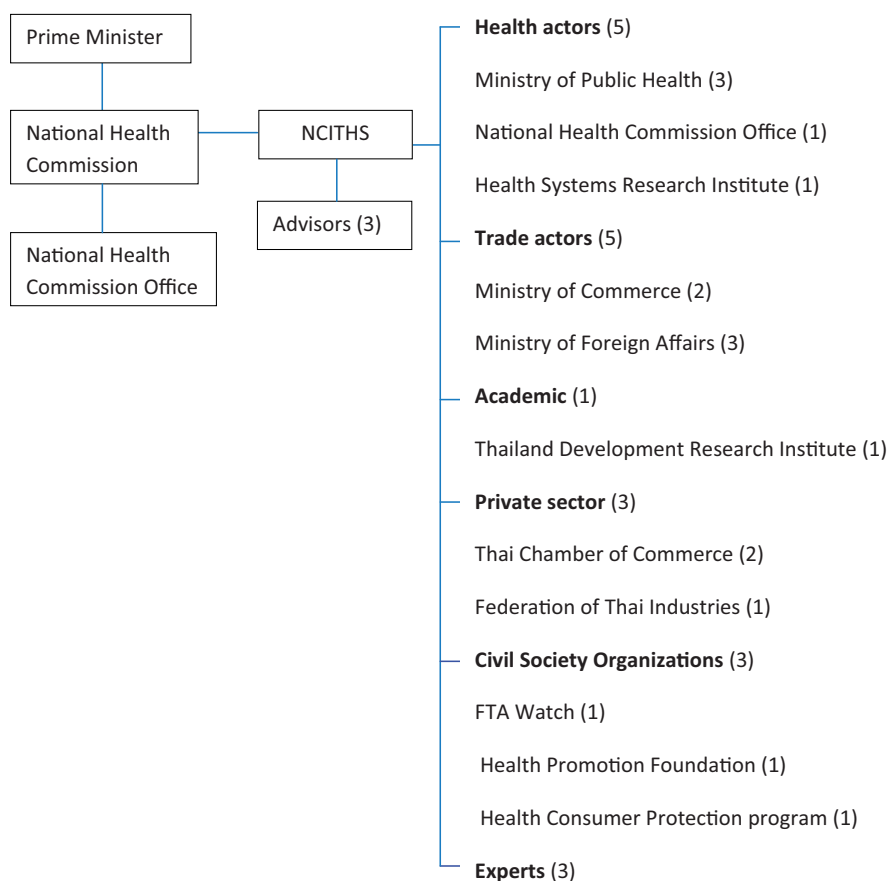 Prime Minister
National Health
Commission
National Health
Commission Office
NCITHS
Advisors (3)
Health actors (5)
Ministry of Public Health (3)
National Health Commission Office (1)
Health Systems Research Institute (1)
Trade actors (5)
Ministry of Commerce (2)
Ministry of Foreign Affairs (3)
Academic (1)
Thailand Development Research Institute (1)
Private sector (3)
Thai Chamber of Commerce (2)
Federation of Thai Industries (1)
Civil Society Organizations (3)
FTA Watch (1)
Health Promotion Foundation (1)
Health Consumer Protection program (1)
Experts (3)